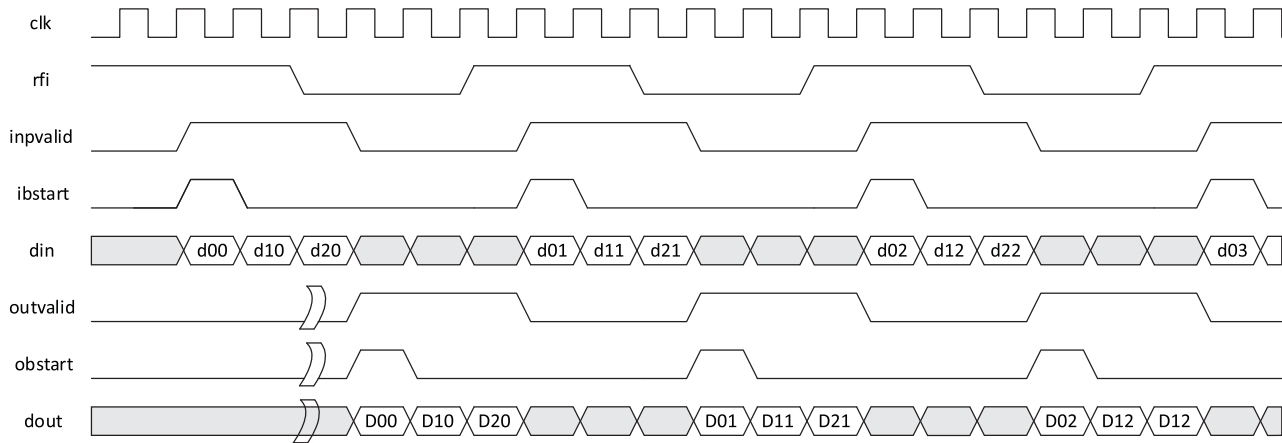 clk
rfi
inpvalid
ibstart
din d00 d10 d20 d01 d11 d21 d02 d12 d22 d03
outvalid
obstart
dout D00 D10 D20 D01 D11 D21 D02 D12 D12